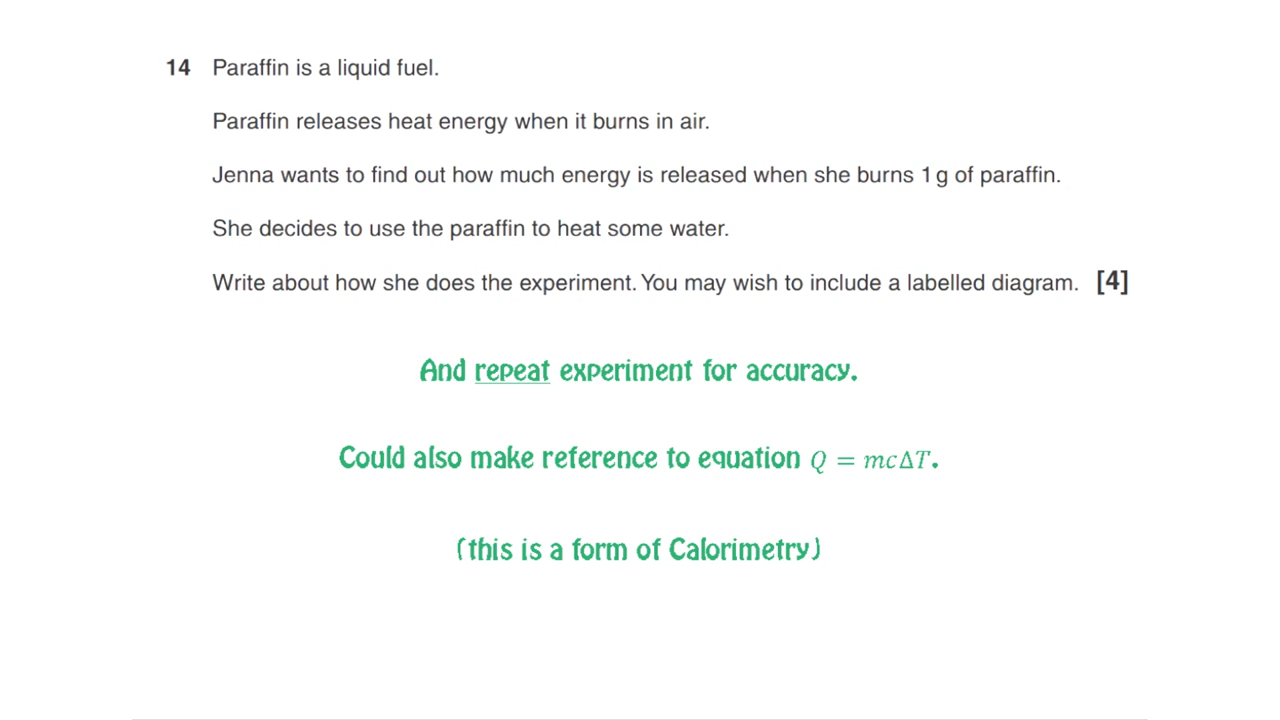 14 Paraffin is a liquid fuel.
Paraffin releases heat energy when it burns in air.
Jenna wants to find out how much energy is released when she burns 1 g of paraffin.
She decides to use the paraffin to heat some water.
Write about how she does the experiment. You may wish to include a labelled diagram. [4]
And repeat experiment for accuracy.
Could also make reference to equation Q = mcΔT.
(this is a form of Calorimetry)